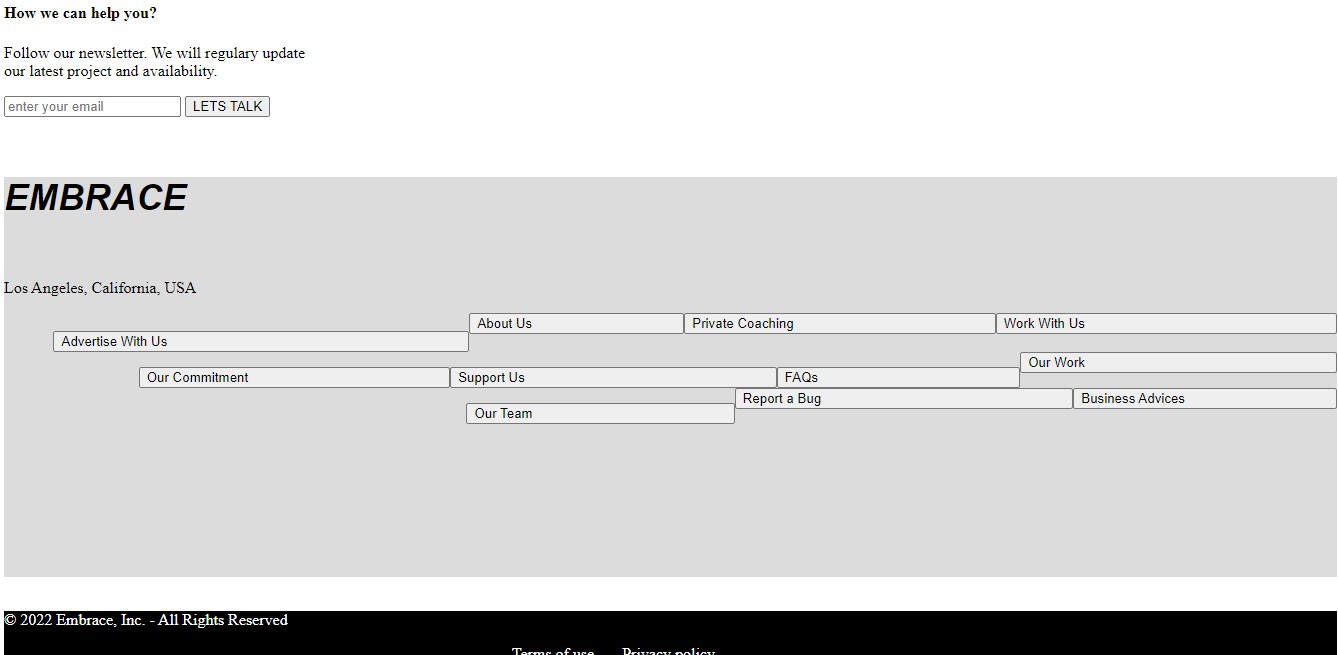 How we can help you?
Follow our newsletter. We will regulary update
our latest project and availability.
enter your email LETS TALK
EMBRACE
Los Angeles, California, USA
About Us Private Coaching Work With Us
Advertise With Us
Our Work
Our Commitment Support Us FAQs
Report a Bug Business Advices
Our Team
© 2022 Embrace, Inc. - All Rights Reserved
Terms of use Privacy policy